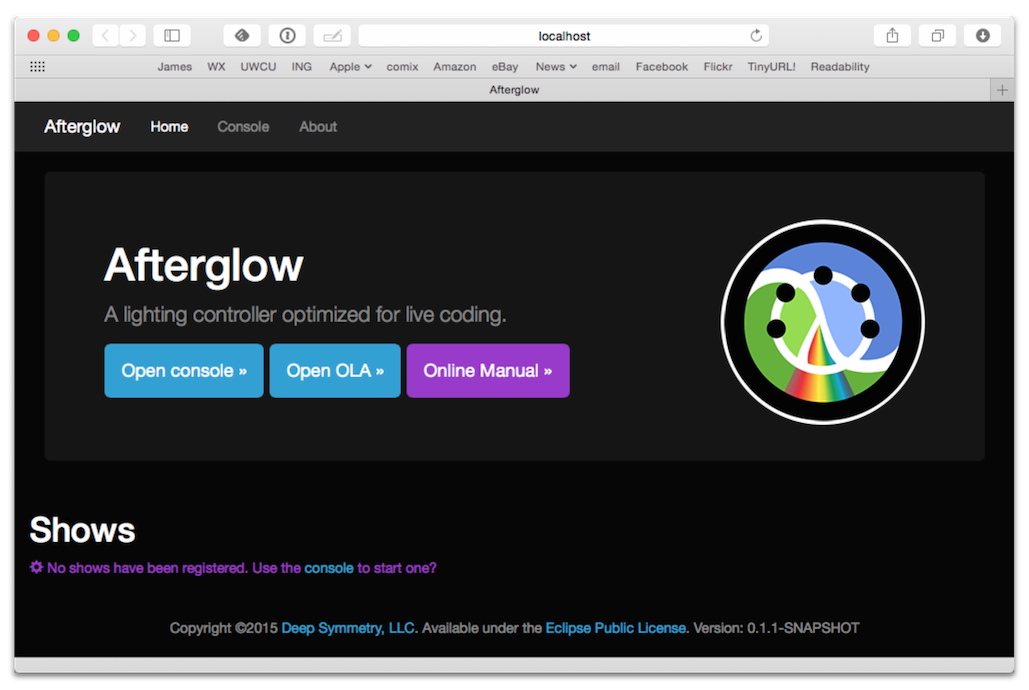 localhost
James WX UWCU ING Apple comix Amazon eBay News email Facebook Flickr TinyURL! Readability
Afterglow
Afterglow Home Console About
Afterglow
A lighting controller optimized for live coding.
Open console » Open OLA » Online Manual »
Shows
No shows have been registered. Use the console to start one?
Copyright ©2015 Deep Symmetry, LLC. Available under the Eclipse Public License. Version: 0.1.1-SNAPSHOT